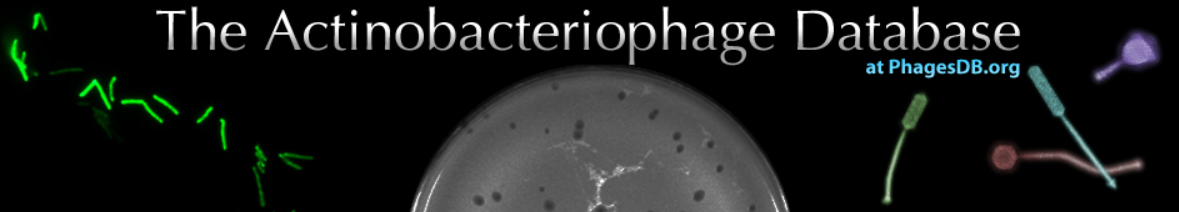 The Actinobacteriophage Database
at PhagesDB.org